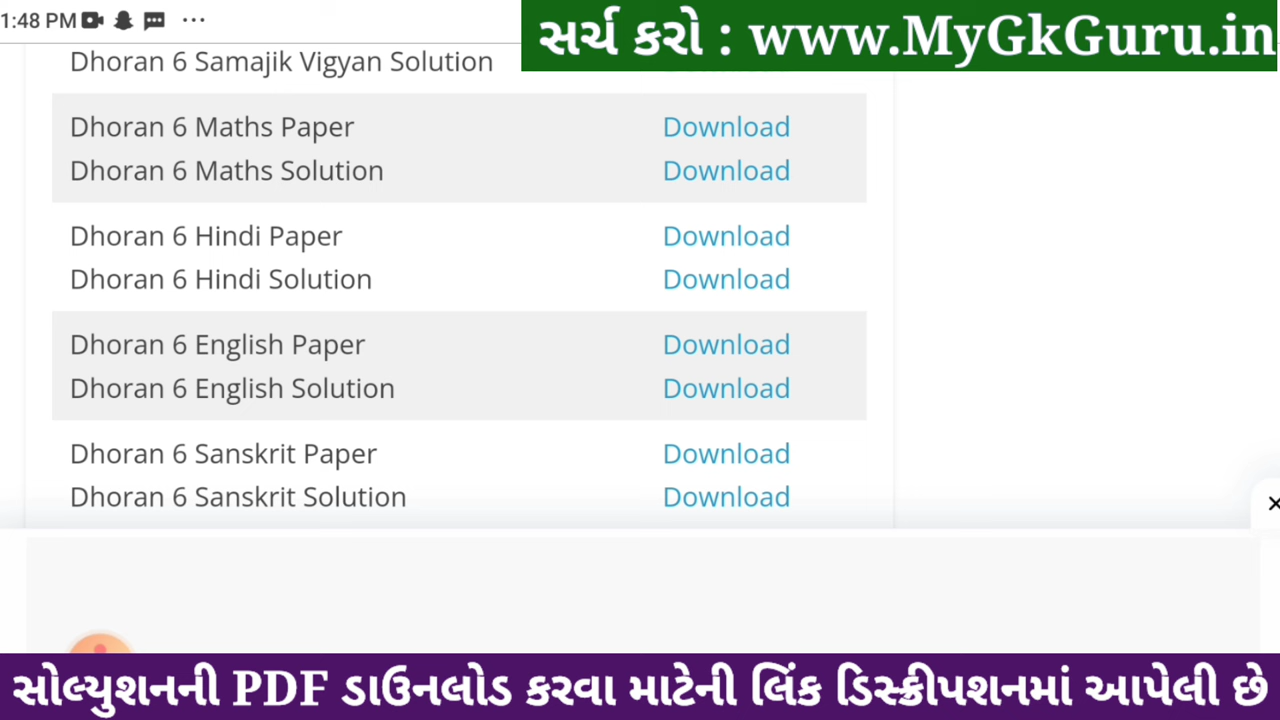 1:48 PM
સર્ચ કરો : www.MyGkGuru.in
Dhoran 6 Samajik Vigyan Solution
Dhoran 6 Maths Paper Download
Dhoran 6 Maths Solution Download
Dhoran 6 Hindi Paper Download
Dhoran 6 Hindi Solution Download
Dhoran 6 English Paper Download
Dhoran 6 English Solution Download
Dhoran 6 Sanskrit Paper Download
Dhoran 6 Sanskrit Solution Download
સોલ્યુશનની PDF ડાઉનલોડ કરવા માટેની લિંક ડિસ્ક્રીપશનમાં આપેલી છે